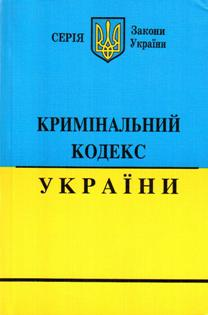 СЕРІЯ
Закони
України
КРИМІНАЛЬНИЙ
КОДЕКС
УКРАЇНИ